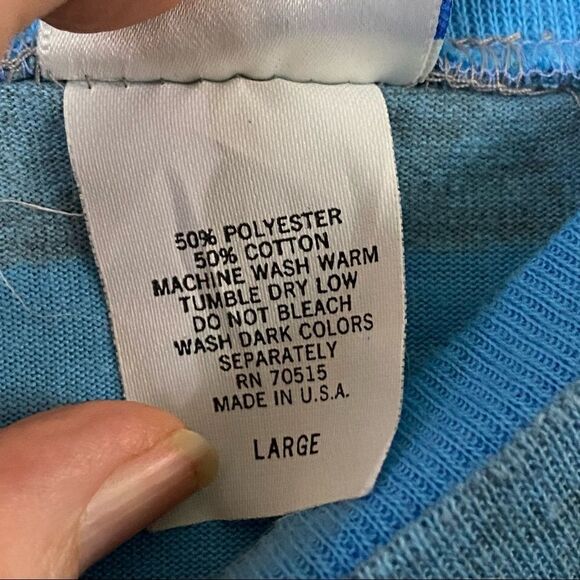 50% POLYESTER
50% COTTON
MACHINE WASH WARM
TUMBLE DRY LOW
DO NOT BLEACH
WASH DARK COLORS
SEPARATELY
RN 70515
MADE IN U.S.A.
LARGE